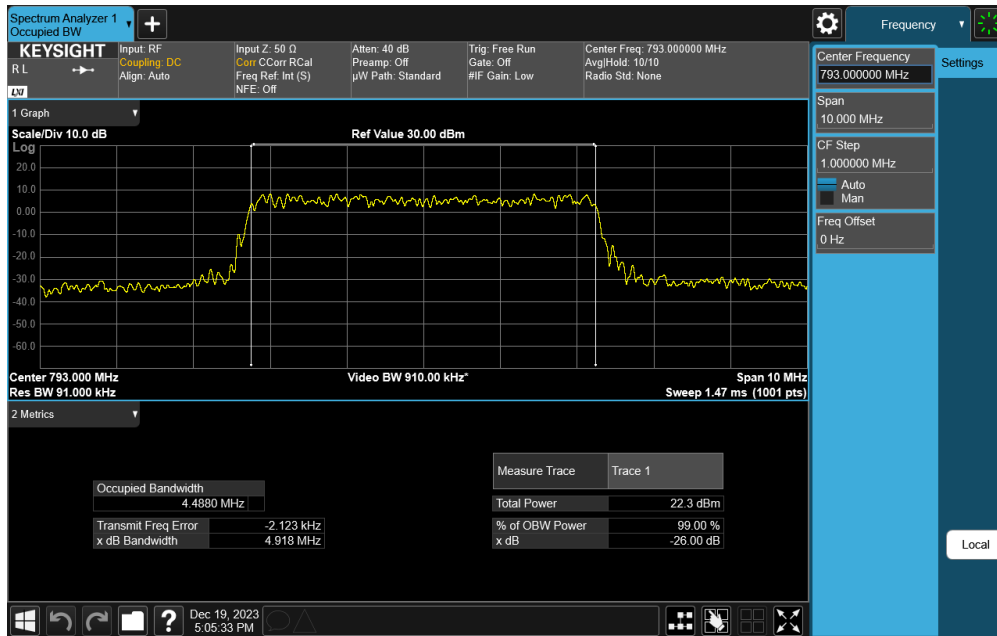 Spectrum Analyzer 1
Occupied BW
Frequency
KEYSIGHT
R L
LXI
Input: RF
Coupling: DC
Align: Auto
Input Z: 50 Ω
Corr CCorr RCal
Freq Ref: Int (S)
NFE: Off
Atten: 40 dB
Preamp: Off
µW Path: Standard
Trig: Free Run
Gate: Off
#IF Gain: Low
Center Freq: 793.000000 MHz
Avg|Hold: 10/10
Radio Std: None
Center Frequency
793.000000 MHz
Settings
Span
10.000 MHz
CF Step
1.000000 MHz
Auto
Man
Freq Offset
0 Hz
1 Graph
Scale/Div 10.0 dB
Ref Value 30.00 dBm
Log
20.0
10.0
0.00
-10.0
-20.0
-30.0
-40.0
-50.0
-60.0
Center 793.000 MHz
Video BW 910.00 kHz*
Span 10 MHz
Res BW 91.000 kHz
Sweep 1.47 ms (1001 pts)
2 Metrics
Measure Trace Trace 1
Occupied Bandwidth
4.4880 MHz
Total Power 22.3 dBm
Transmit Freq Error -2.123 kHz
% of OBW Power 99.00 %
x dB Bandwidth 4.918 MHz
x dB -26.00 dB
Local
Dec 19, 2023
5:05:33 PM